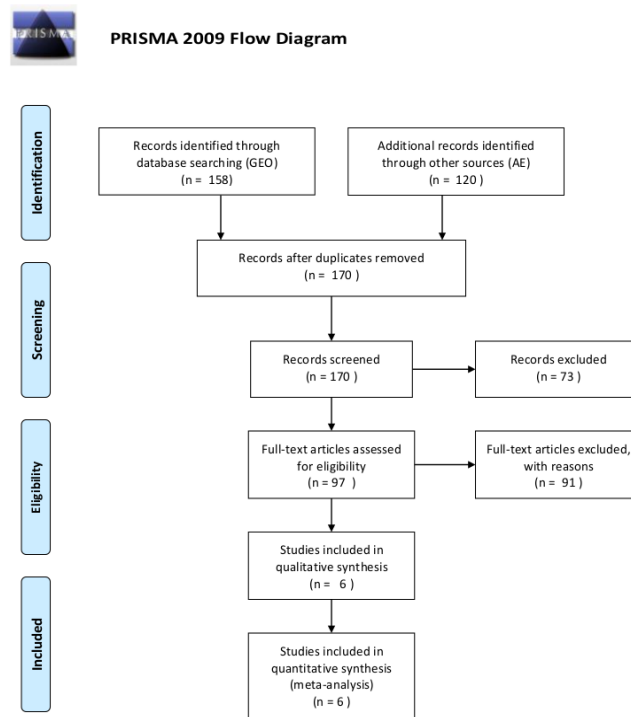 PRISMA
PRISMA 2009 Flow Diagram
Identification
Records identified through
database searching (GEO)
(n = 158)
Additional records identified
through other sources (AE)
(n = 120 )
Records after duplicates removed
(n = 170 )
Screening
Records screened
(n = 170 )
Records excluded
(n = 73 )
Eligibility
Full-text articles assessed
for eligibility
(n = 97 )
Full-text articles excluded,
with reasons
(n = 91 )
Studies included in
qualitative synthesis
(n = 6 )
Included
Studies included in
quantitative synthesis
(meta-analysis)
(n = 6 )